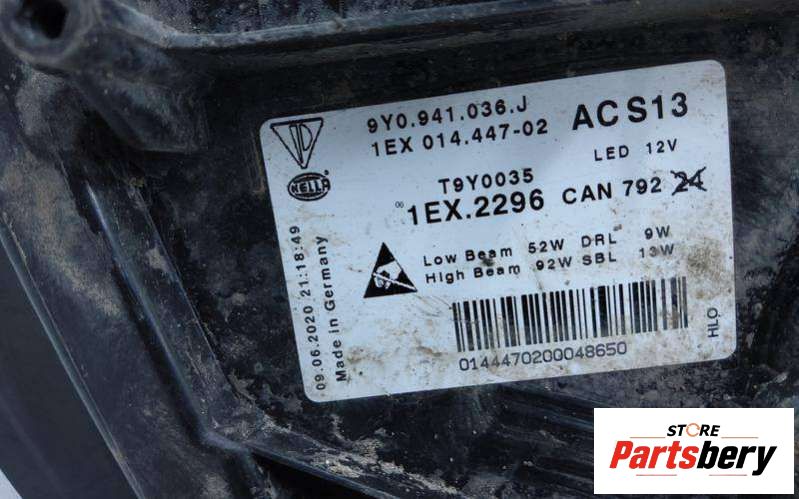 9Y0.941.036.J
1EX 014.447-02
ACS13
LED 12V
HELLA
T9Y0035
00 1EX.2296 CAN 792 24
Low Beam 52W DRL 9W
High Beam 92W SBL 13W
09.06.2020 21:18:49
Made in Germany
0144470200048650
HLO
STORE
Partsbery